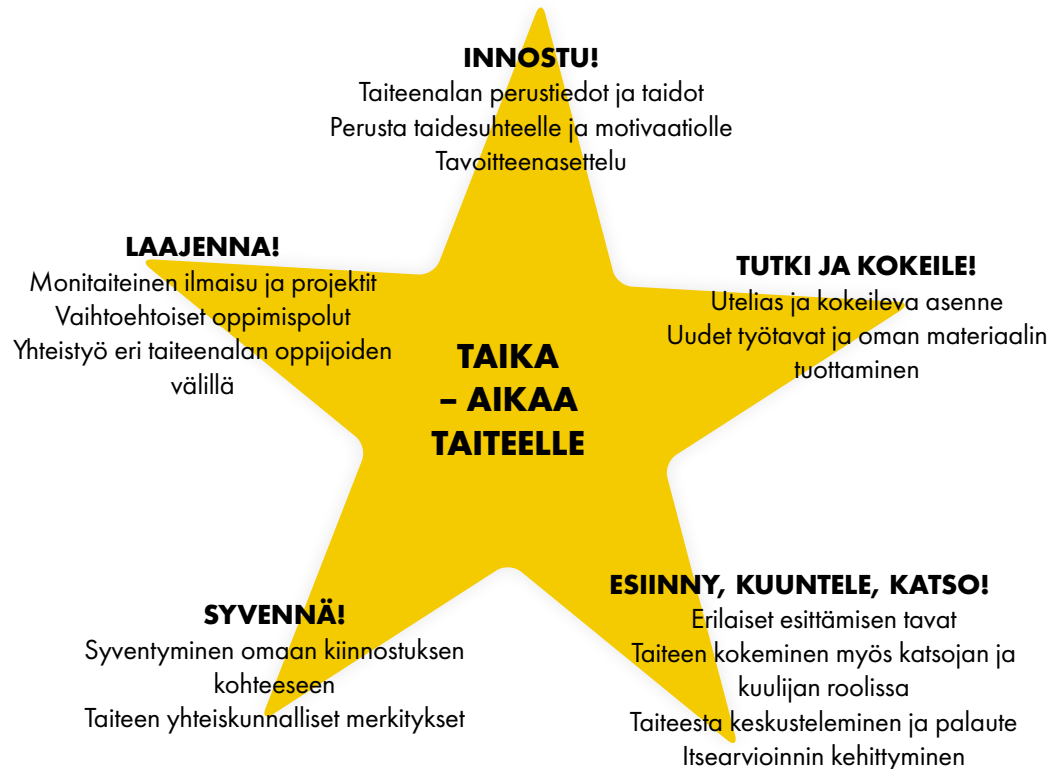 INNOSTU!
Taiteenalan perustiedot ja taidot
Perusta taidesuhteelle ja motivaatiolle
Tavoitteenasettelu
LAAJENNA!
Monitaiteinen ilmaisu ja projektit
Vaihtoehtoiset oppimispolut
Yhteistyö eri taiteenalan oppijoiden
välillä
TUTKI JA KOKEILE!
Utelias ja kokeileva asenne
Uudet työtavat ja oman materiaalin
tuottaminen
TAIKA
– AIKAA
TAITEELLE
SYVENNÄ!
Syventyminen omaan kiinnostuksen
kohteeseen
Taiteen yhteiskunnalliset merkitykset
ESIINNY, KUUNTELE, KATSO!
Erilaiset esittämisen tavat
Taiteen kokeminen myös katsojan ja
kuulijan roolissa
Taiteesta keskusteleminen ja palaute
Itsearvioinnin kehittyminen